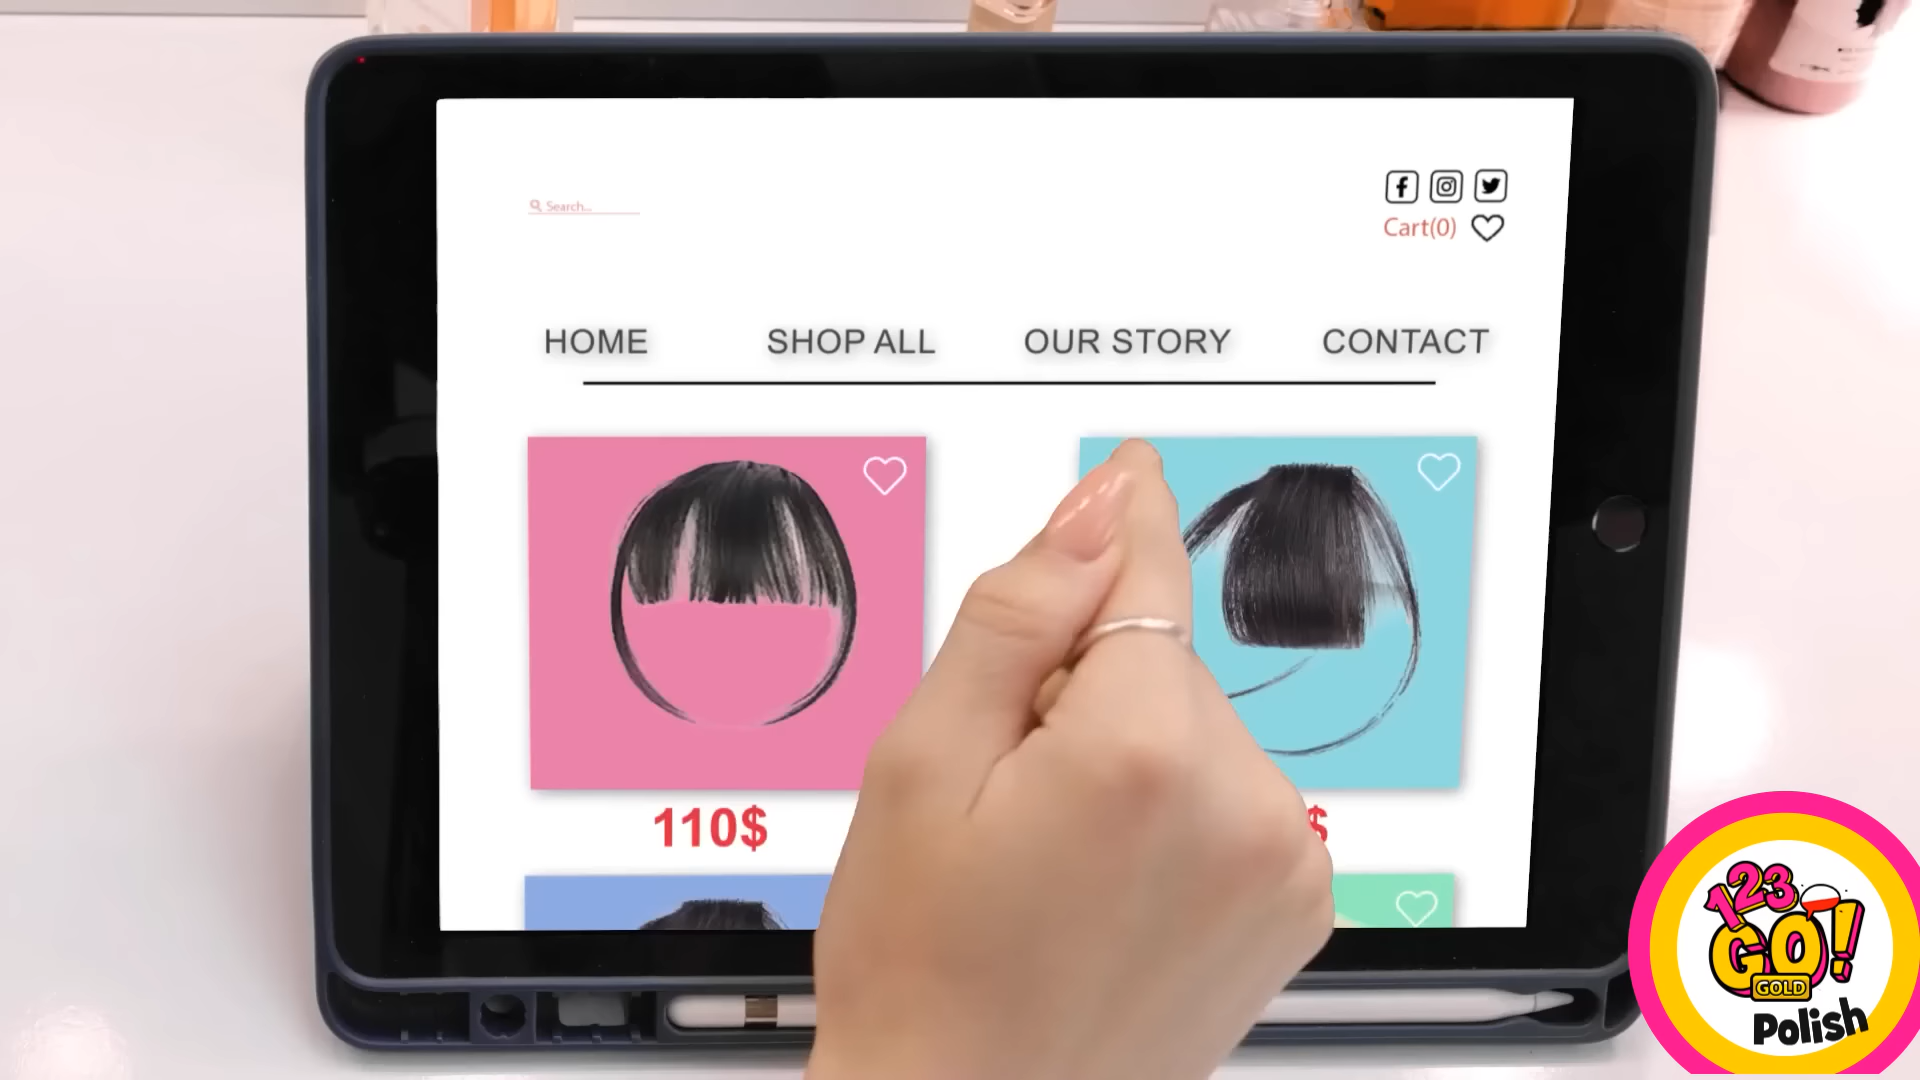 Search...
Cart(0)
HOME SHOP ALL OUR STORY CONTACT
110$
$
123
GO!
GOLD
Polish